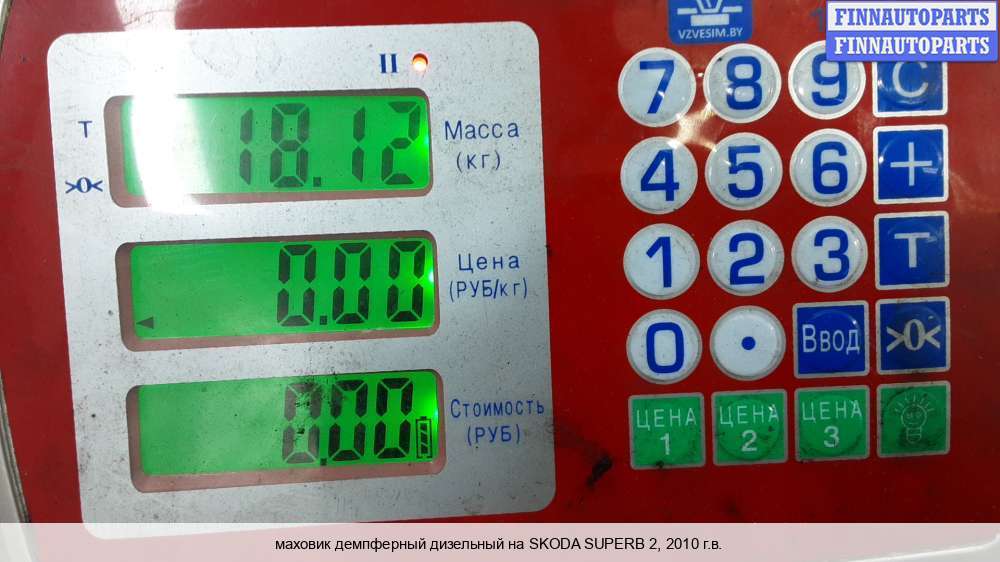 VZVESIM.BY
FINNAUTOPARTS
FINNAUTOPARTS
II
T
>0<
18.12
Масса
(кг)
0.00
Цена
(РУБ/кг)
0.00
Стоимость
(РУБ)
7 8 9 C
4 5 6 +
1 2 3 T
0 • Ввод >0<
ЦЕНА 1 ЦЕНА 2 ЦЕНА 3
маховик демпферный дизельный на SKODA SUPERB 2, 2010 г.в.